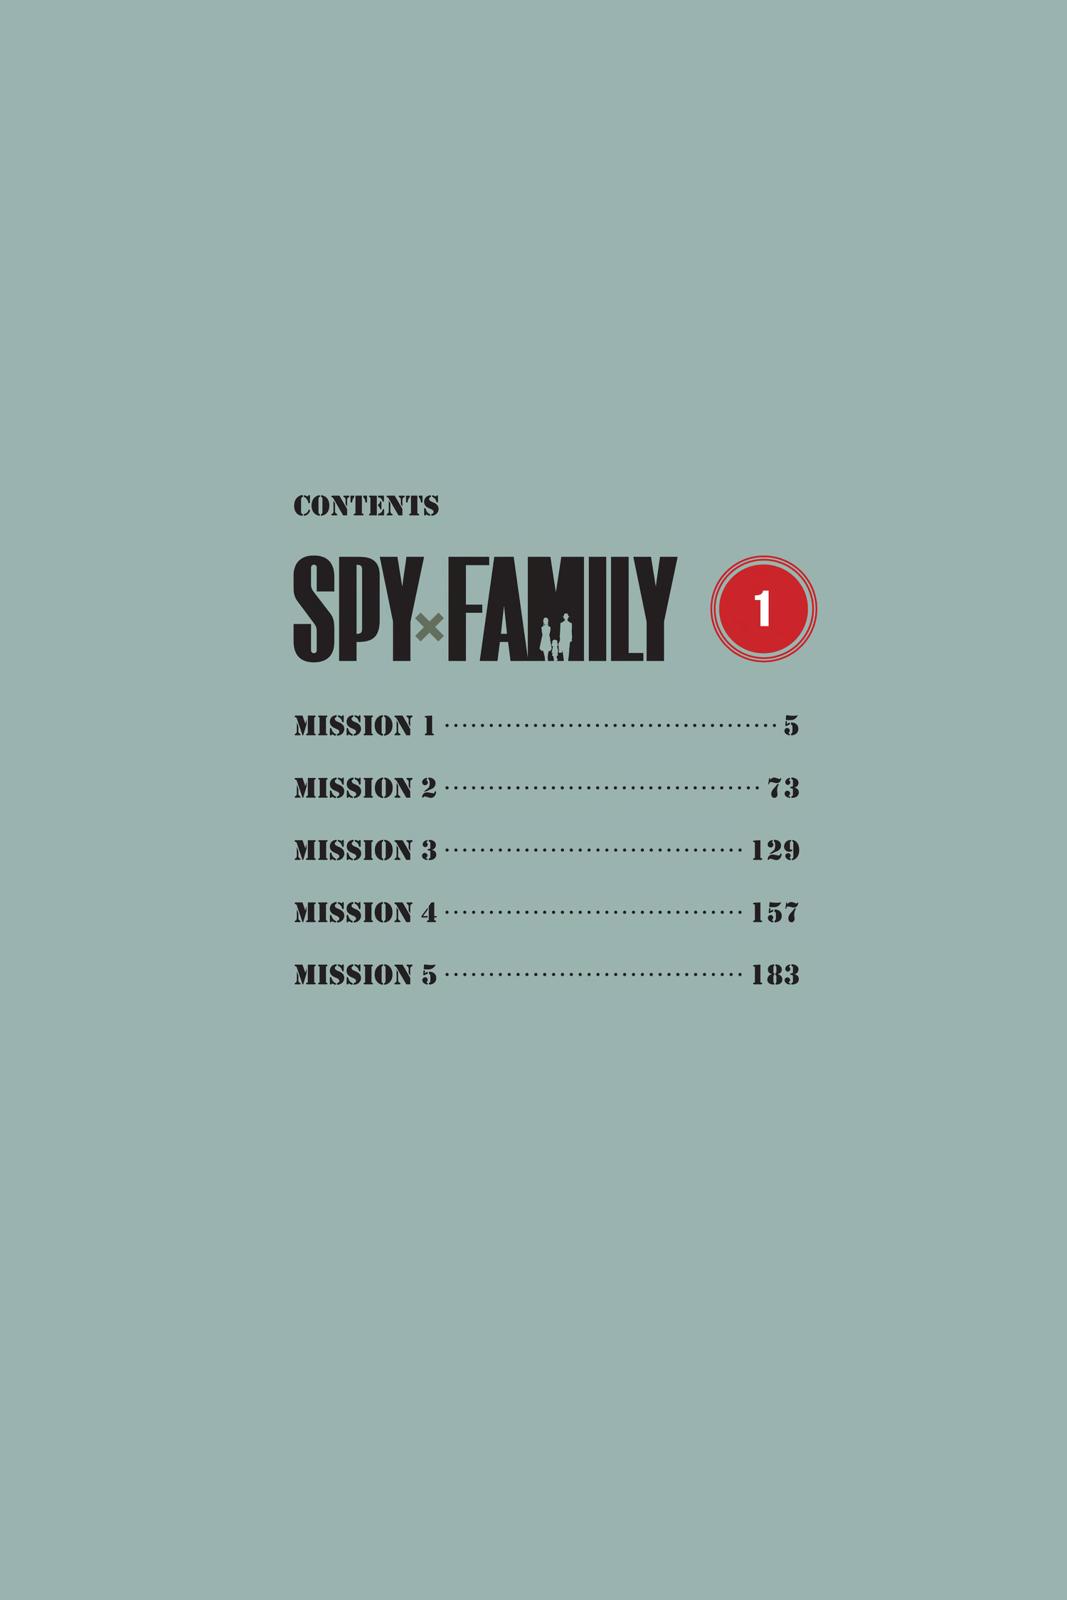 CONTENTS
SPY×FAMILY 1
MISSION 1 ······································ 5
MISSION 2 ···································· 73
MISSION 3 ·································· 129
MISSION 4 ·································· 157
MISSION 5 ·································· 183